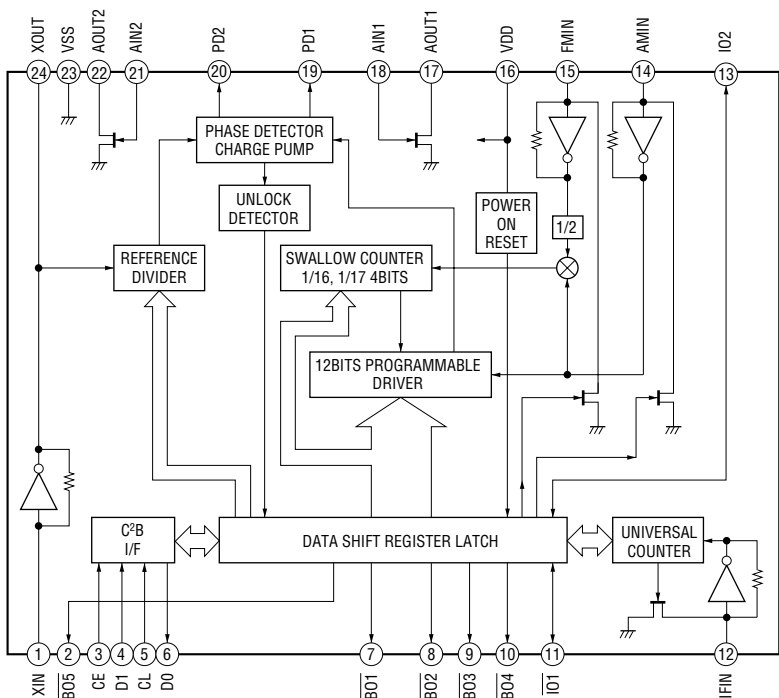 XOUT
VSS
AOUT2
AIN2
PD2
PD1
AIN1
AOUT1
VDD
FMIN
AMIN
IO2
24
23
22
21
20
19
18
17
16
15
14
13
PHASE DETECTOR
CHARGE PUMP
UNLOCK
DETECTOR
POWER
ON
RESET
1/2
REFERENCE
DIVIDER
SWALLOW COUNTER
1/16, 1/17 4BITS
12BITS PROGRAMMABLE
DRIVER
C²B
I/F
DATA SHIFT REGISTER LATCH
UNIVERSAL
COUNTER
1
2
3
4
5
6
7
8
9
10
11
12
XIN
BO5
CE
D1
CL
D0
BO1
BO2
BO3
BO4
IO1
IFIN